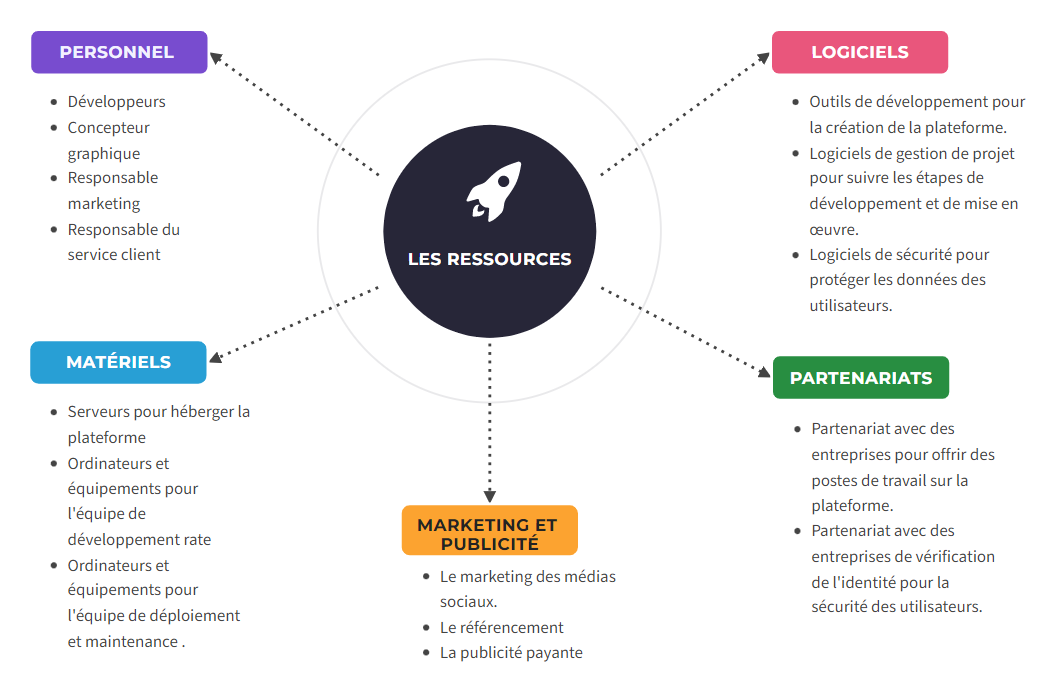 PERSONNEL
Développeurs
Concepteur
graphique
Responsable
marketing
Responsable du
service client
LES RESSOURCES
LOGICIELS
Outils de développement pour
la création de la plateforme.
Logiciels de gestion de projet
pour suivre les étapes de
développement et de mise en
œuvre.
Logiciels de sécurité pour
protéger les données des
utilisateurs.
MATÉRIELS
Serveurs pour héberger la
plateforme
Ordinateurs et
équipements pour
l'équipe de
développement rate
Ordinateurs et
équipements pour
l'équipe de déploiement
et maintenance .
MARKETING ET
PUBLICITÉ
Le marketing des médias
sociaux.
Le référencement
La publicité payante
PARTENARIATS
Partenariat avec des
entreprises pour offrir des
postes de travail sur la
plateforme.
Partenariat avec des
entreprises de vérification
de l'identité pour la
sécurité des utilisateurs.